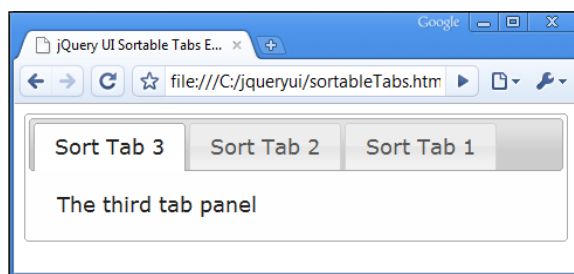 Google
jQuery UI Sortable Tabs E...
file:///C:/jqueryui/sortableTabs.htm
Sort Tab 3 Sort Tab 2 Sort Tab 1
The third tab panel